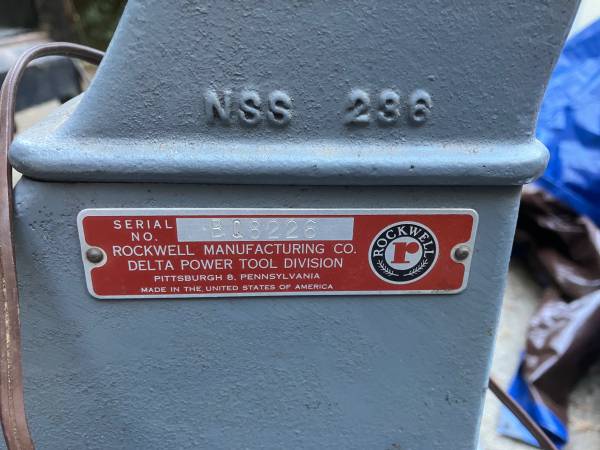 NSS 236
SERIAL NO. BQ8226
ROCKWELL MANUFACTURING CO.
DELTA POWER TOOL DIVISION
PITTSBURGH 8, PENNSYLVANIA
MADE IN THE UNITED STATES OF AMERICA
ROCKWELL
r